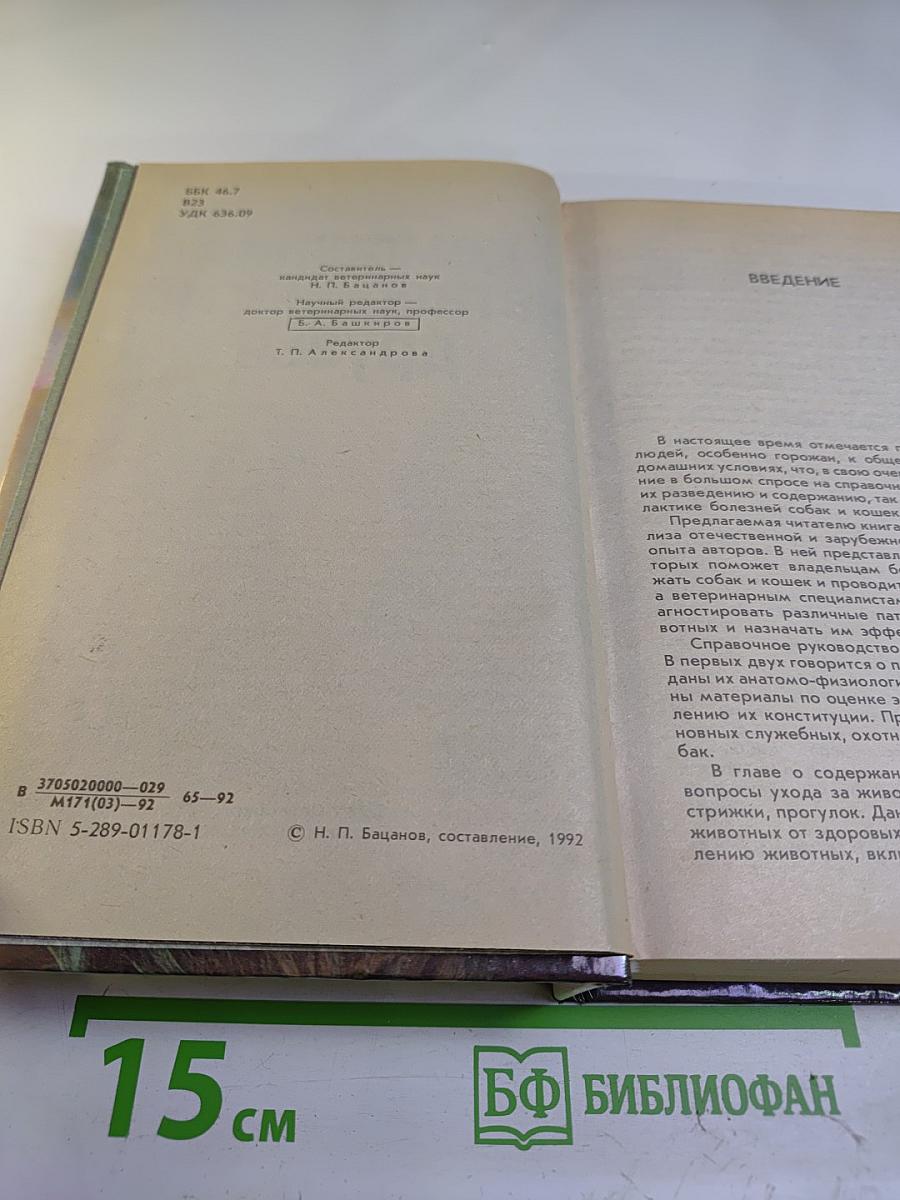 ББК 46.7
В23
УДК 636.09
Составитель —
кандидат ветеринарных наук
Н. П. Бацанов
Научный редактор —
доктор ветеринарных наук, профессор
Б. А. Башкиров
Редактор
Т. П. Александрова
В 3705020000—029 65—92
М171(03)—92
ISBN 5-289-01178-1
© Н. П. Бацанов, составление, 1992
ВВЕДЕНИЕ
В настоящее время отмечается
людей, особенно горожан, к обще
домашних условиях, что, в свою оче
ние в большом спросе на справочн
их разведению и содержанию, так
лактике болезней собак и кошек
Предлагаемая читателю книга
лиза отечественной и зарубежн
опыта авторов. В ней представл
торых поможет владельцам б
жать собак и кошек и проводит
а ветеринарным специалистам
агностировать различные пат
вотных и назначать им эффе
Справочное руководство
В первых двух говорится о п
даны их анатомо-физиологи
ны материалы по оценке э
лению их конституции. Пр
новных служебных, охотн
бак.
В главе о содержан
вопросы ухода за живо
стрижки, прогулок. Дан
животных от здоровых
лению животных, вкл
15 см
БФ БИБЛИОФАН